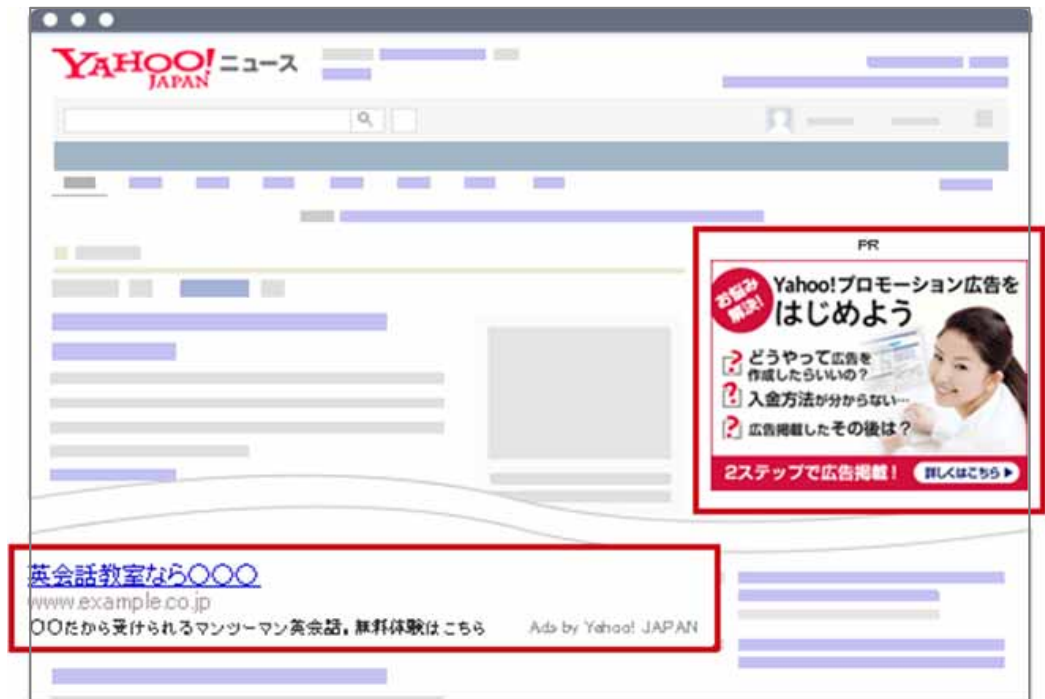 YAHOO! ニュース
JAPAN
PR
お悩み
解決!
Yahoo!プロモーション広告を
はじめよう
どうやって広告を
作成したらいいの?
入金方法が分からない…
広告掲載したその後は?
2ステップで広告掲載! 詳しくはこちら
英会話教室なら〇〇〇
www.example.co.jp
〇〇だから受けられるマンツーマン英会話。無料体験はこちら Ads by Yahoo! JAPAN